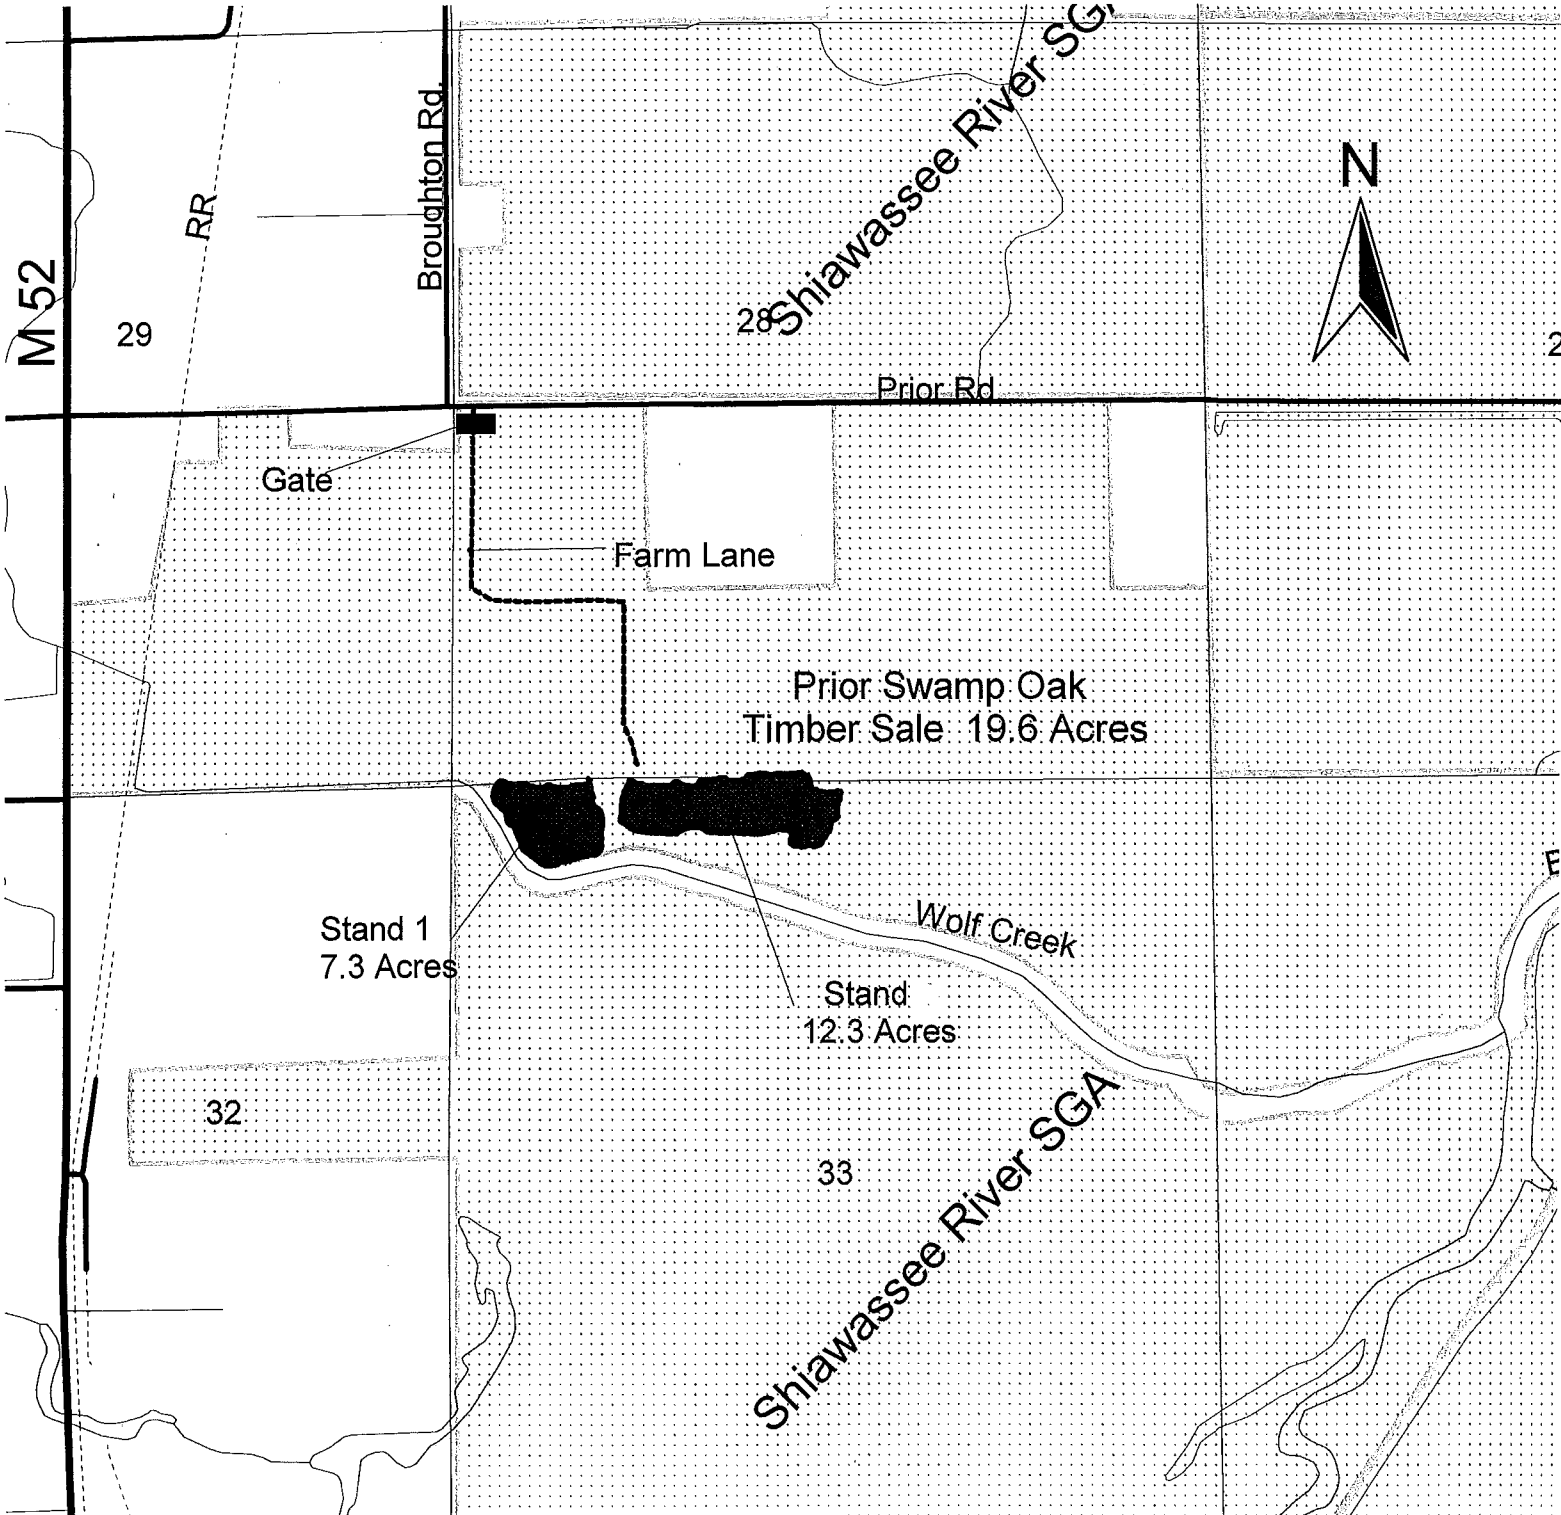 Shiawassee River SGA
Broughton Rd.
N
RR
M 52
29
28
2
Prior Rd
Gate
Farm Lane
Prior Swamp Oak
Timber Sale 19.6 Acres
Stand 1
7.3 Acres
Wolf Creek
Stand
12.3 Acres
32
33
Shiawassee River SGA